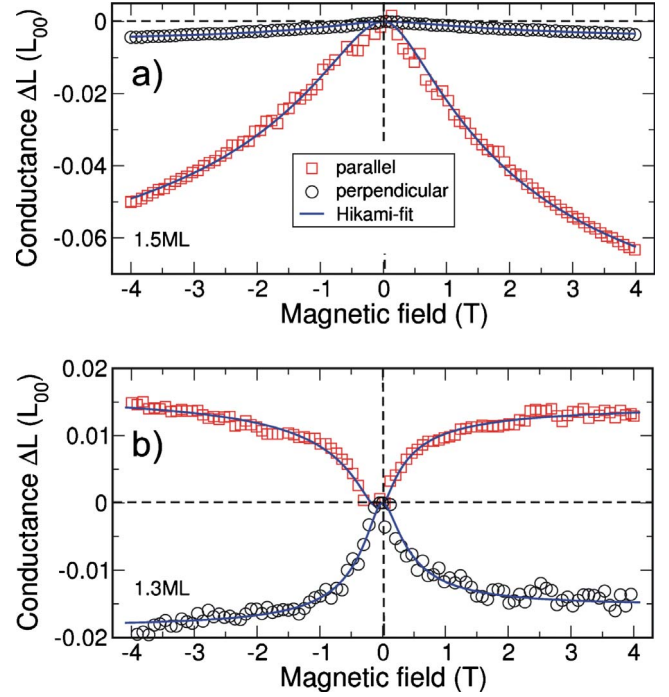 0
-0.02
-0.04
-0.06
Conductance ΔL (L₀₀)
a)
parallel
perpendicular
Hikami-fit
1.5ML
-4 -3 -2 -1 0 1 2 3 4
Magnetic field (T)
0.02
0.01
0
-0.01
-0.02
Conductance ΔL (L₀₀)
b)
1.3ML
-4 -3 -2 -1 0 1 2 3 4
Magnetic field (T)